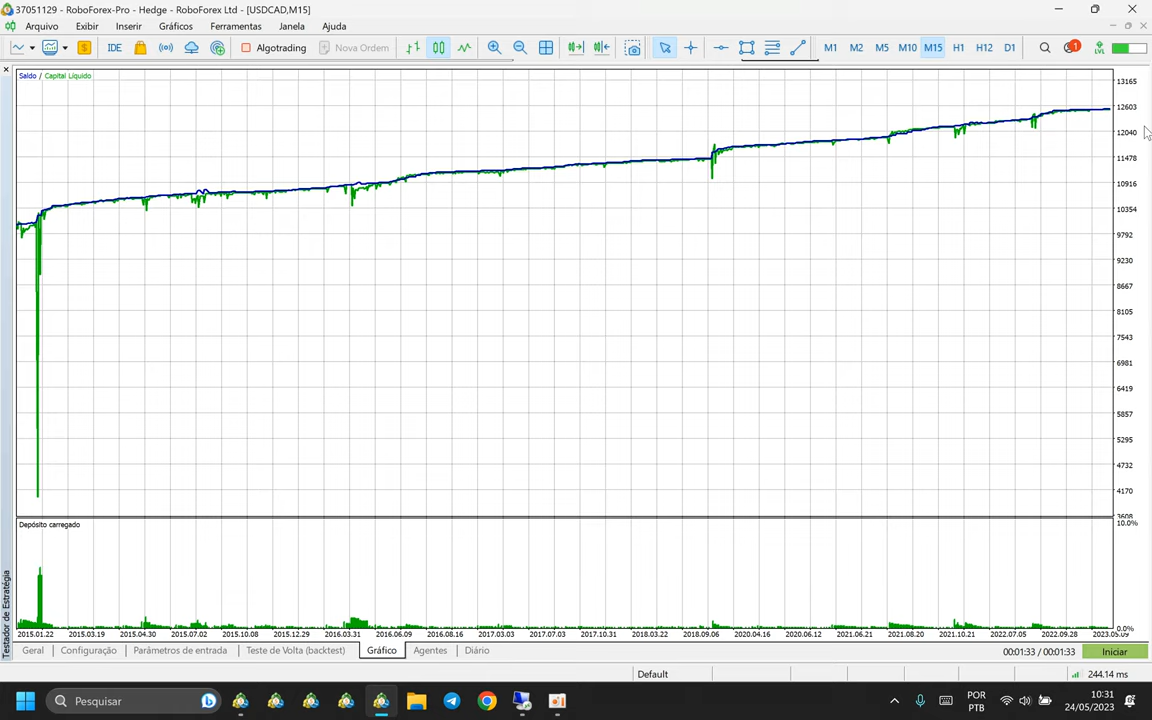 37051129 - RoboForex-Pro - Hedge - RoboForex Ltd - [USDCAD,M15]
Arquivo Exibir Inserir Gráficos Ferramentas Janela Ajuda
IDE Algotrading Nova Ordem M1 M2 M5 M10 M15 H1 H12 D1 1 LVL
Saldo / Capital Líquido
13165
12603
12040
11478
10916
10354
9792
9230
8667
8105
7543
6981
6419
5857
5295
4732
4170
3608
Depósito carregado
10.0%
0.0%
2015.01.22 2015.03.19 2015.04.30 2015.07.02 2015.10.08 2015.12.29 2016.03.31 2016.06.09 2016.08.16 2017.03.03 2017.07.03 2017.10.31 2018.03.22 2018.09.06 2020.04.16 2020.06.12 2021.06.21 2021.08.20 2021.10.21 2022.07.05 2022.09.28 2023.05.09
Testador de Estratégia
Geral Configuração Parâmetros de entrada Teste de Volta (backtest) Gráfico Agentes Diário 00:01:33 / 00:01:33 Iniciar
Default 244.14 ms
Pesquisar POR 10:31
PTB 24/05/2023